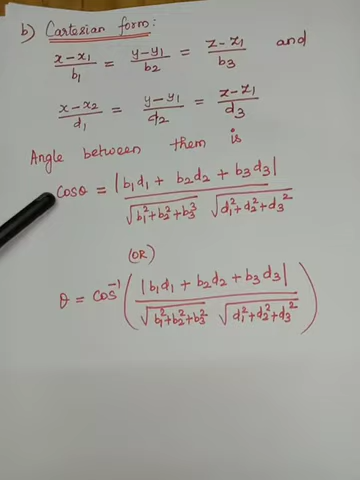 b) Cartesian form:
(x-x₁)/b₁ = (y-y₁)/b₂ = (z-z₁)/b₃ and
(x-x₂)/d₁ = (y-y₁)/d₂ = (z-z₁)/d₃
Angle between them is
cosθ = |b₁d₁ + b₂d₂ + b₃d₃| / √(b₁²+b₂²+b₃²) √(d₁²+d₂²+d₃²)
(OR)
θ = cos⁻¹(|b₁d₁ + b₂d₂ + b₃d₃| / √(b₁²+b₂²+b₃²) √(d₁²+d₂²+d₃²))